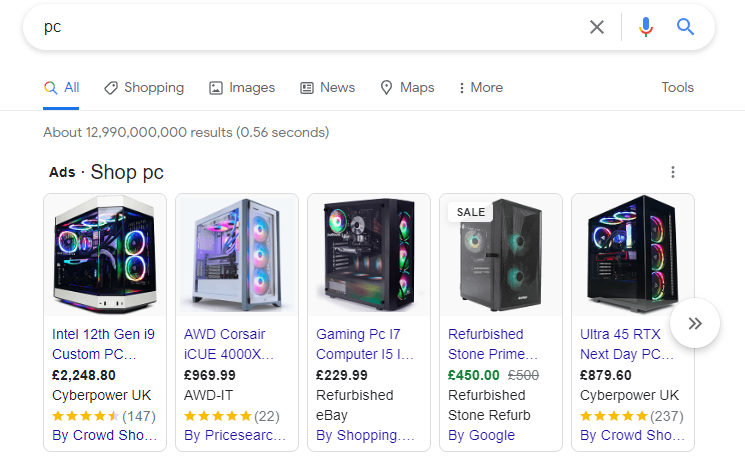 pc
All
Shopping
Images
News
Maps
More
Tools
About 12,990,000,000 results (0.56 seconds)
Ads · Shop pc
Intel 12th Gen i9
Custom PC...
£2,248.80
Cyberpower UK
(147)
By Crowd Sho...
AWD Corsair
iCUE 4000X...
£969.99
AWD-IT
(22)
By Pricesearc...
Gaming Pc I7
Computer I5 I...
£229.99
Refurbished
eBay
By Shopping....
SALE
Refurbished
Stone Prime...
£450.00 £500
Refurbished
Stone Refurb
By Google
Ultra 45 RTX
Next Day PC...
£879.60
Cyberpower UK
(237)
By Crowd Sho...